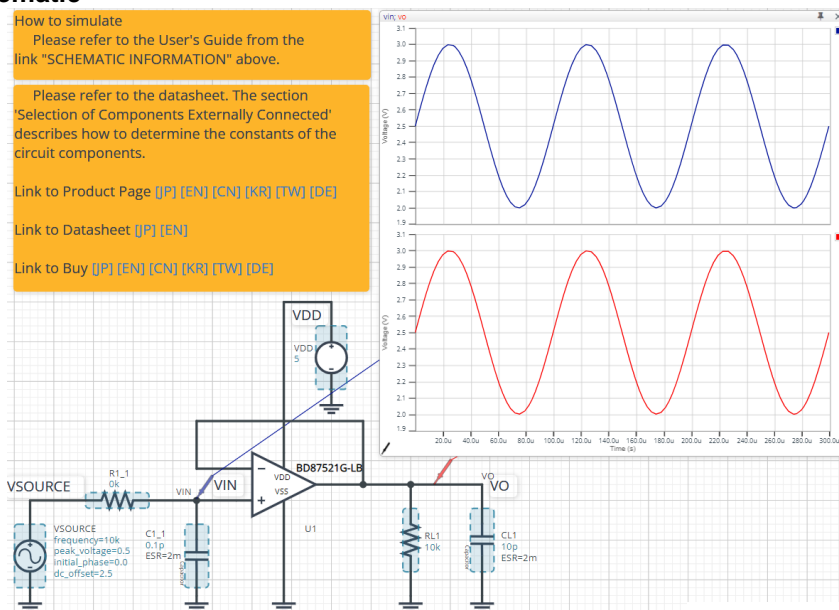 How to simulate
Please refer to the User's Guide from the
link "SCHEMATIC INFORMATION" above.
Please refer to the datasheet. The section
'Selection of Components Externally Connected'
describes how to determine the constants of the
circuit components.
Link to Product Page [JP] [EN] [CN] [KR] [TW] [DE]
Link to Datasheet [JP] [EN]
Link to Buy [JP] [EN] [CN] [KR] [TW] [DE]
vin; vo
3.1
3.0
2.9
2.8
2.7
2.6
2.5
2.4
2.3
2.2
2.1
2.0
1.9
Voltage (V)
3.1
3.0
2.9
2.8
2.7
2.6
2.5
2.4
2.3
2.2
2.1
2.0
1.9
Voltage (V)
20.0u 40.0u 60.0u 80.0u 100.0u 120.0u 140.0u 160.0u 180.0u 200.0u 220.0u 240.0u 260.0u 280.0u 300.0u
Time (s)
VDD
VDD
5
BD87521G-LB
VDD
VSS
U1
VSOURCE
R1_1
0k
VIN
VIN
VO
VO
VSOURCE
frequency=10k
peak_voltage=0.5
initial_phase=0.0
dc_offset=2.5
C1_1
0.1p
ESR=2m
RL1
10k
CL1
10p
ESR=2m